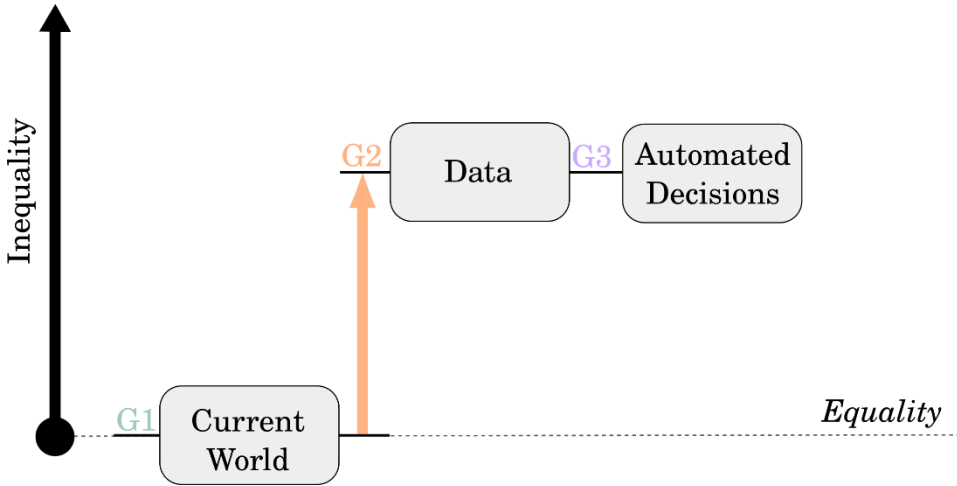 Inequality
G1
Current
World
G2
Data
G3
Automated
Decisions
Equality